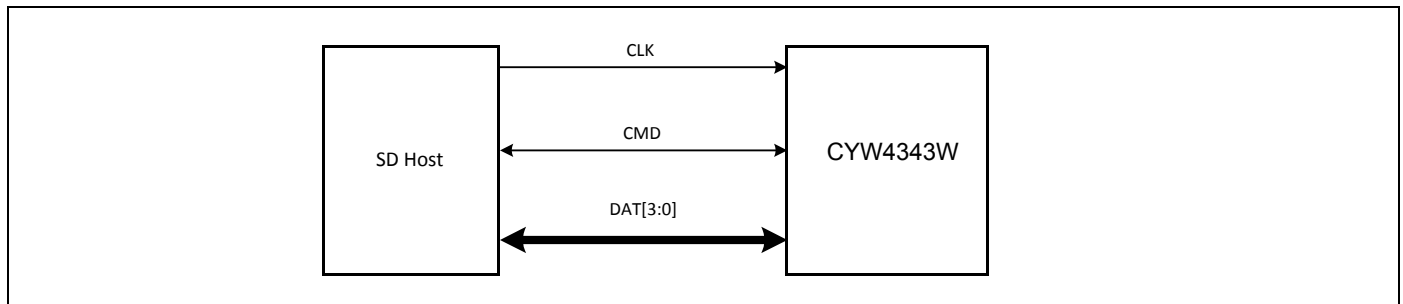 CLK
CMD
SD Host
CYW4343W
DAT[3:0]